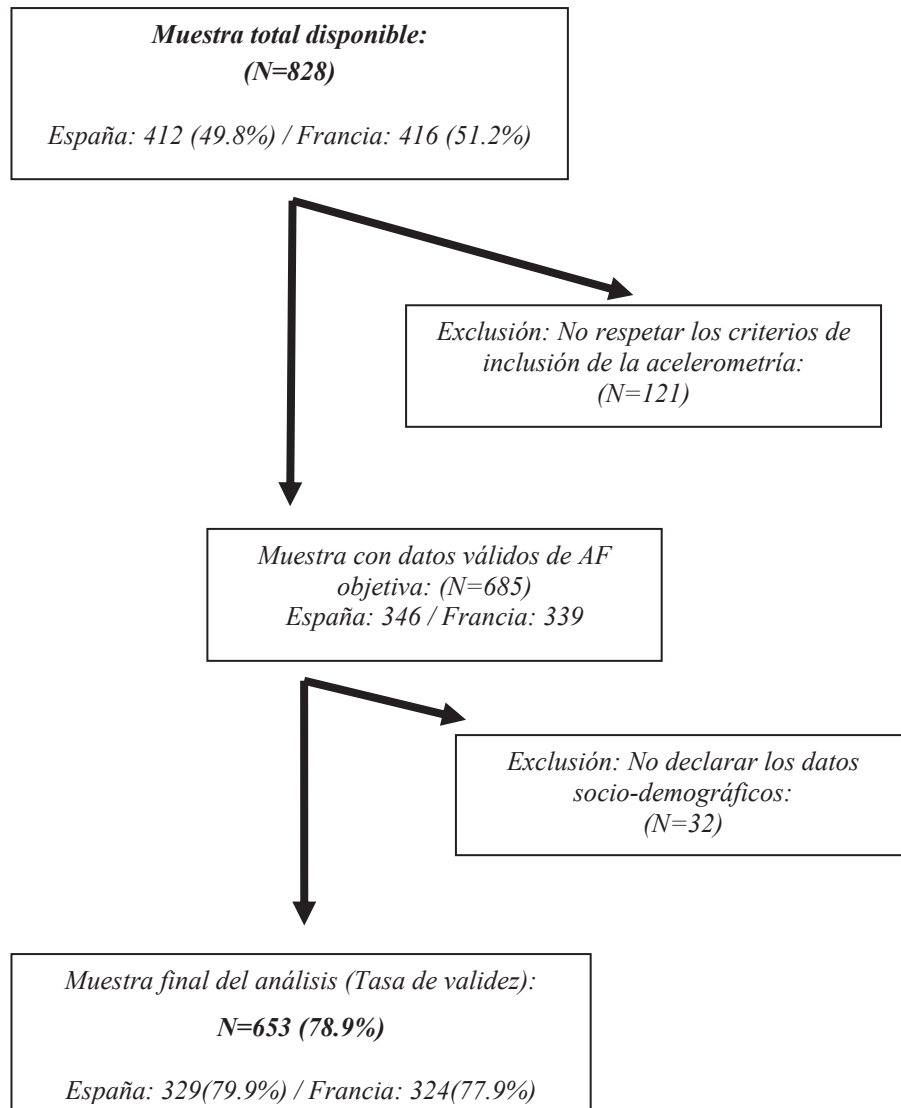 Muestra total disponible:
(N=828)
España: 412 (49.8%) / Francia: 416 (51.2%)
Exclusión: No respetar los criterios de
inclusión de la acelerometría:
(N=121)
Muestra con datos válidos de AF
objetiva: (N=685)
España: 346 / Francia: 339
Exclusión: No declarar los datos
socio-demográficos:
(N=32)
Muestra final del análisis (Tasa de validez):
N=653 (78.9%)
España: 329(79.9%) / Francia: 324(77.9%)